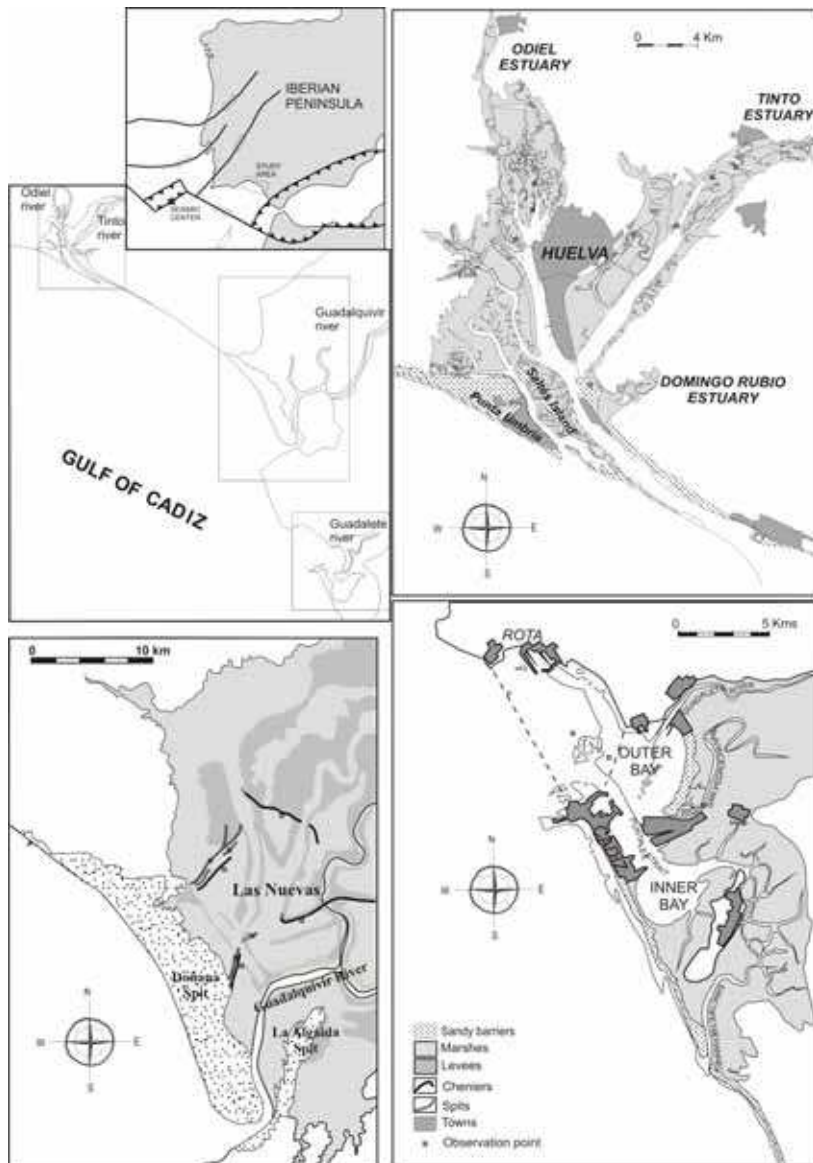 IBERIAN
PENINSULA
STUDY
AREA
SEISMIC
CENTER
Odiel
river
Tinto
river
Guadalquivir
river
GULF OF CADIZ
Guadalete
river
0 4 Km
ODIEL
ESTUARY
TINTO
ESTUARY
HUELVA
DOMINGO RUBIO
ESTUARY
Saltés Island
Punta Umbría
N
W E
S
0 10 km
Las Nuevas
Doñana
Spit
Guadalquivir River
La Algaida
Spit
N
W E
S
0 5 Kms
ROTA
OUTER
BAY
INNER
BAY
N
W E
S
Sandy barriers
Marshes
Levees
Cheniers
Spits
Towns
Observation point